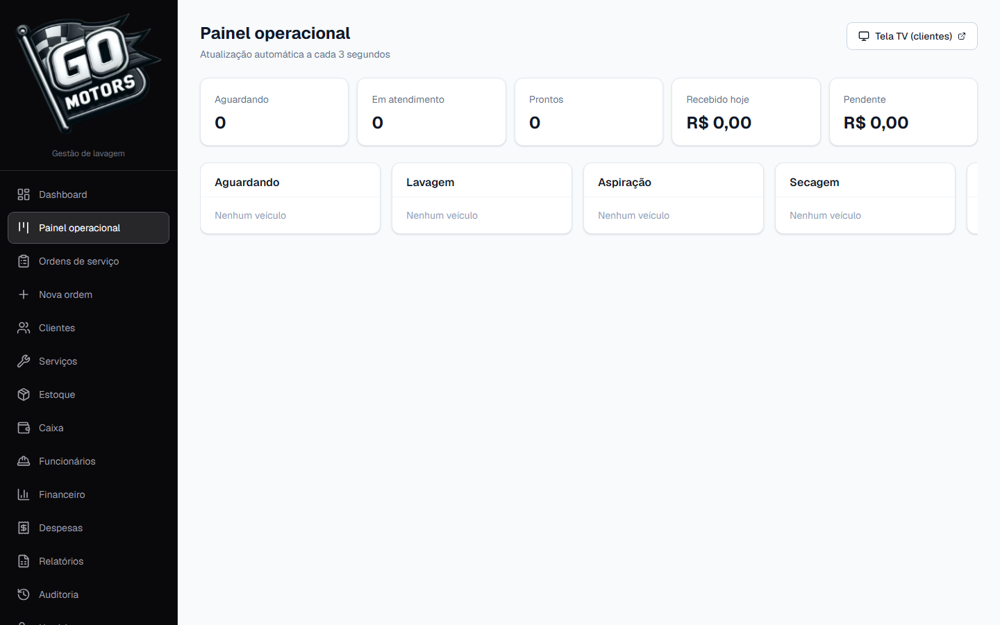 GO
MOTORS
Gestão de lavagem
Dashboard
Painel operacional
Ordens de serviço
Nova ordem
Clientes
Serviços
Estoque
Caixa
Funcionários
Financeiro
Despesas
Relatórios
Auditoria
Painel operacional
Atualização automática a cada 3 segundos
Tela TV (clientes)
Aguardando
0
Em atendimento
0
Prontos
0
Recebido hoje
R$ 0,00
Pendente
R$ 0,00
Aguardando
Nenhum veículo
Lavagem
Nenhum veículo
Aspiração
Nenhum veículo
Secagem
Nenhum veículo